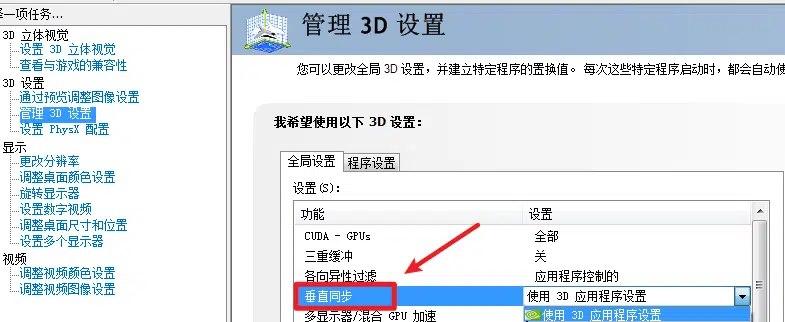 择一项任务...
3D 立体视觉
设置 3D 立体视觉
查看与游戏的兼容性
3D 设置
通过预览调整图像设置
管理 3D 设置
设置 PhysX 配置
显示
更改分辨率
调整桌面颜色设置
旋转显示器
设置数字视频
调整桌面尺寸和位置
设置多个显示器
视频
调整视频颜色设置
调整视频图像设置
管理 3D 设置
您可以更改全局 3D 设置，并建立特定程序的置换值。 每次这些特定程序启动时，都会自动使
我希望使用以下 3D 设置：
全局设置 程序设置
设置(S)：
功能 设置
CUDA - GPUs 全部
三重缓冲 关
各向异性过滤 应用程序控制的
垂直同步 使用 3D 应用程序设置
多显示器/混合 GPU 加速 使用 3D 应用程序设置